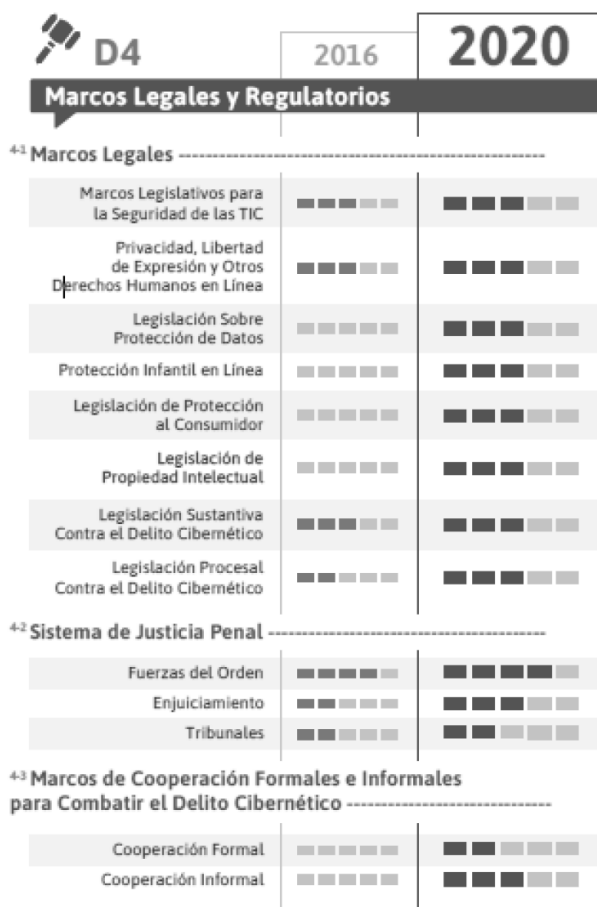 D4
2016
2020
Marcos Legales y Regulatorios
4-1 Marcos Legales
Marcos Legislativos para
la Seguridad de las TIC
Privacidad, Libertad
de Expresión y Otros
Derechos Humanos en Línea
Legislación Sobre
Protección de Datos
Protección Infantil en Línea
Legislación de Protección
al Consumidor
Legislación de
Propiedad Intelectual
Legislación Sustantiva
Contra el Delito Cibernético
Legislación Procesal
Contra el Delito Cibernético
4-2 Sistema de Justicia Penal
Fuerzas del Orden
Enjuiciamiento
Tribunales
4-3 Marcos de Cooperación Formales e Informales
para Combatir el Delito Cibernético
Cooperación Formal
Cooperación Informal